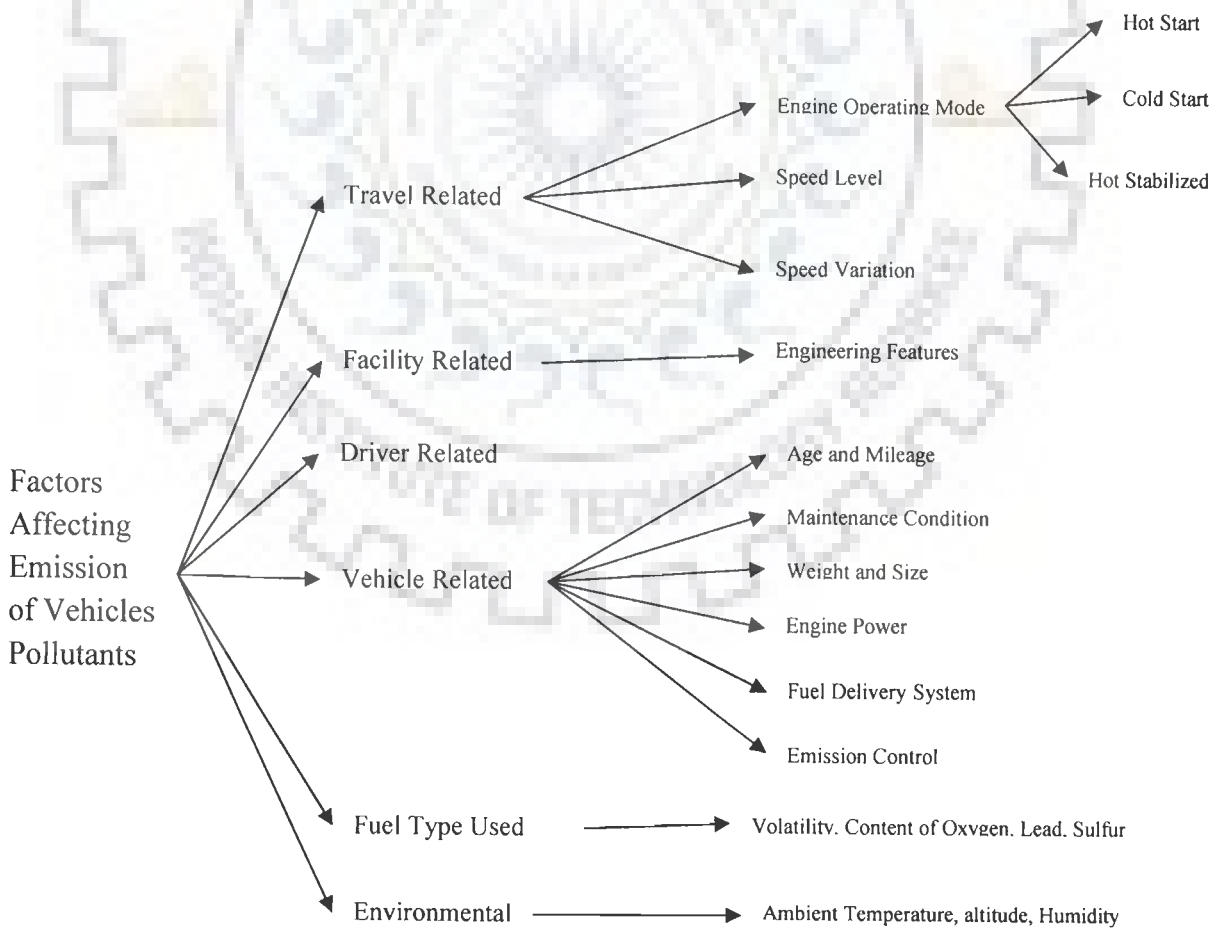 Factors
Affecting
Emission
of Vehicles
Pollutants
Travel Related
Engine Operating Mode
Hot Start
Cold Start
Hot Stabilized
Speed Level
Speed Variation
Facility Related
Engineering Features
Driver Related
Vehicle Related
Age and Mileage
Maintenance Condition
Weight and Size
Engine Power
Fuel Delivery System
Emission Control
Fuel Type Used
Volatility, Content of Oxygen, Lead, Sulfur
Environmental
Ambient Temperature, altitude, Humidity
INSTITUTE OF TECHNOLOGY